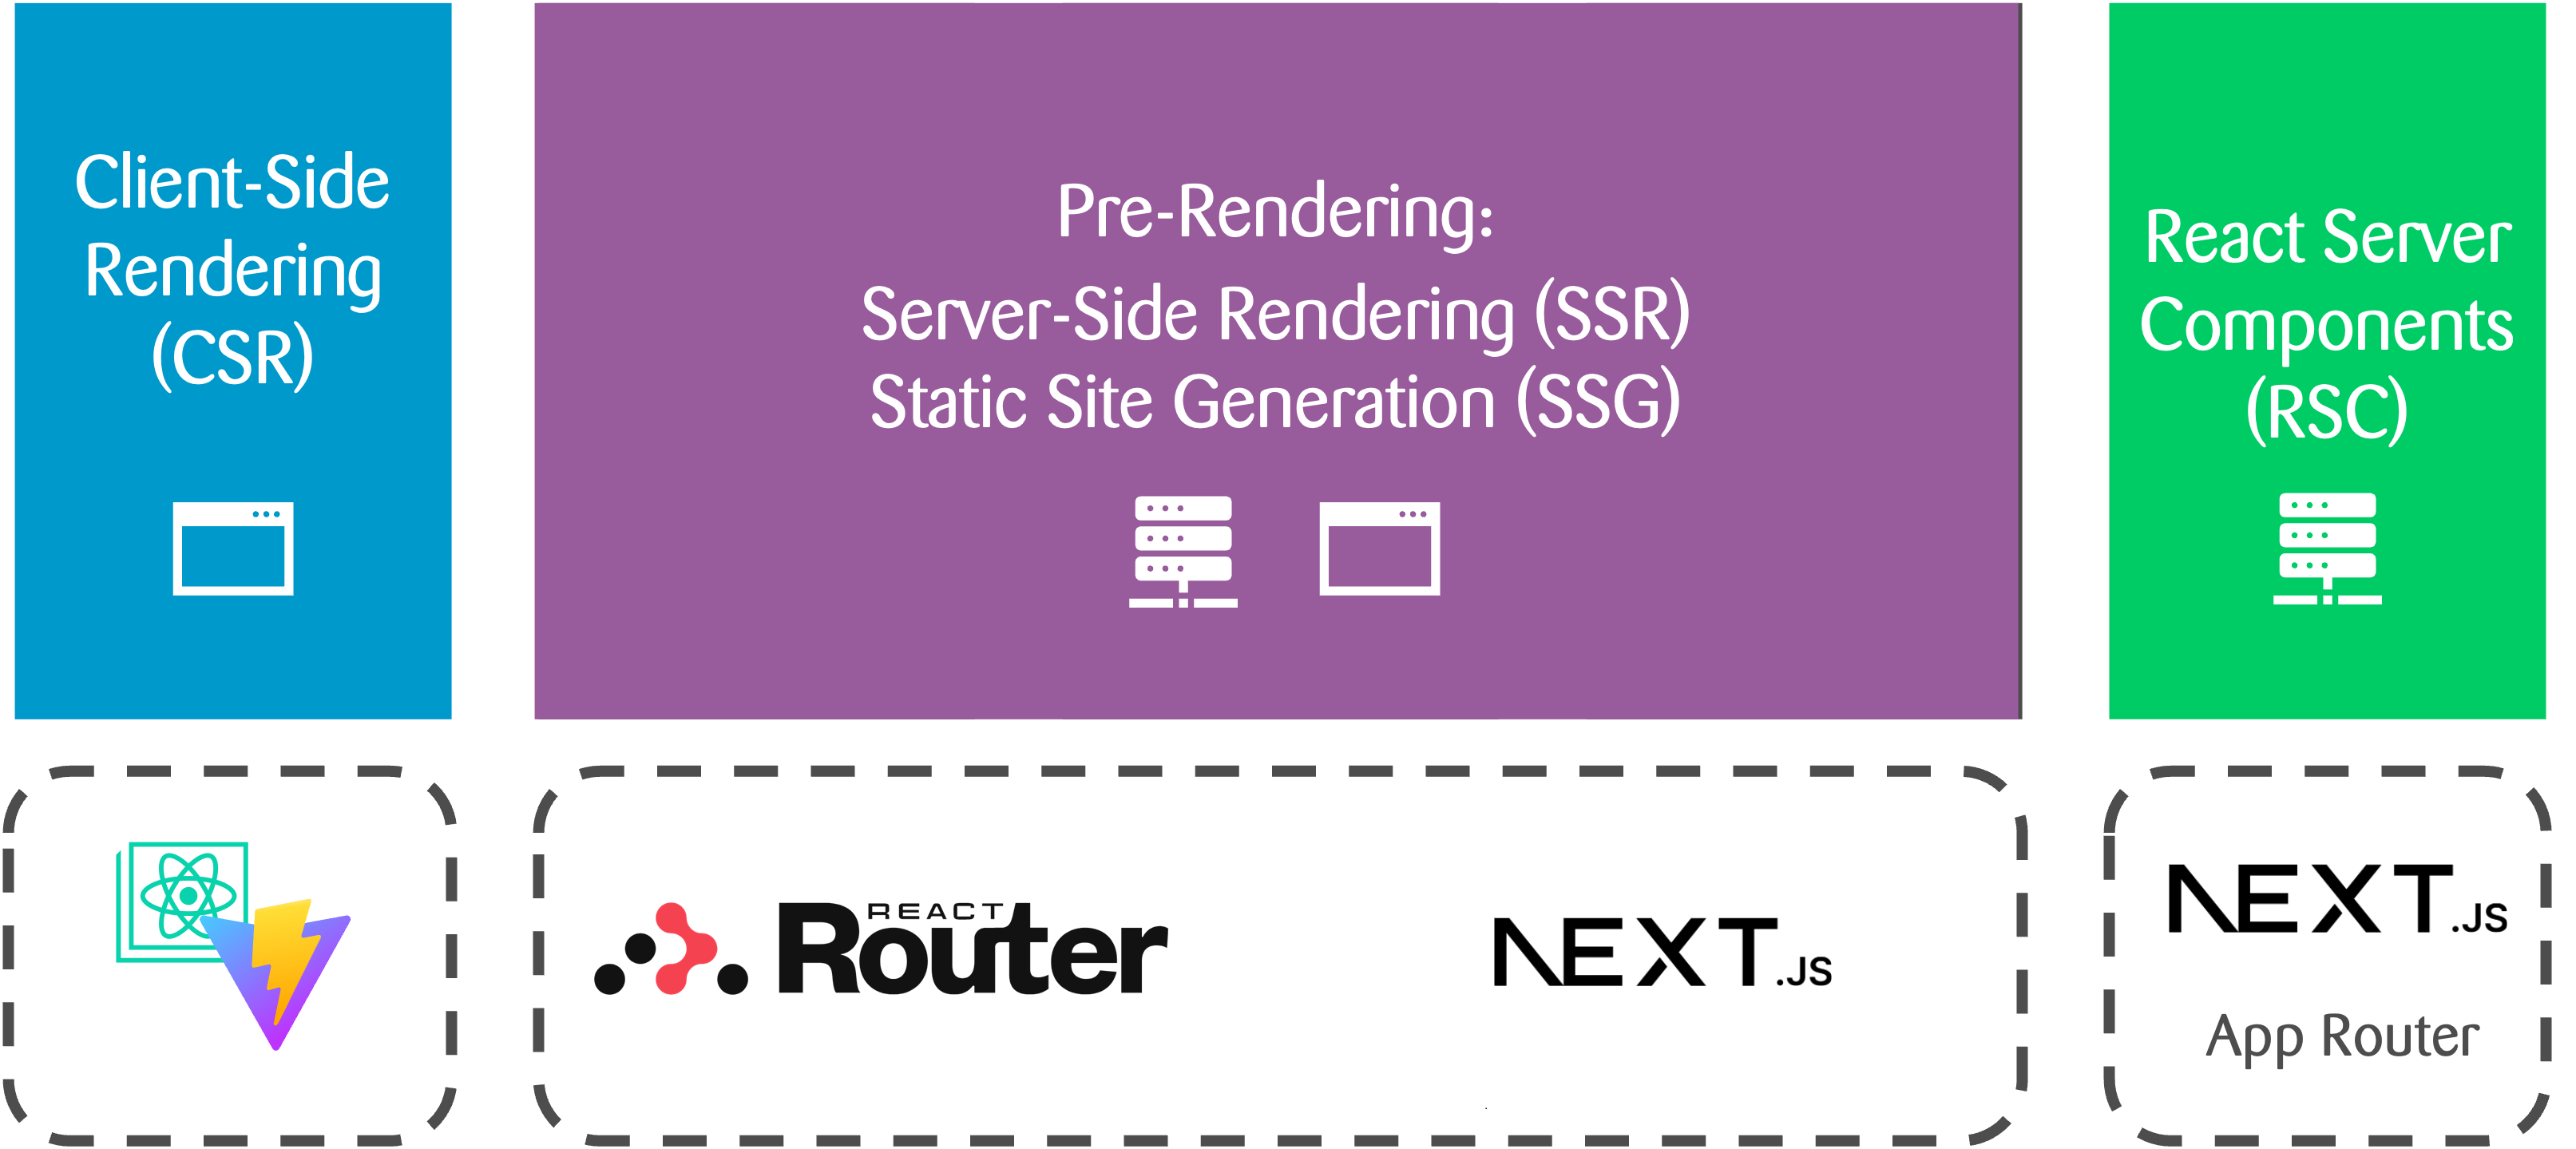 Client-Side
Rendering
(CSR)
Pre-Rendering:
Server-Side Rendering (SSR)
Static Site Generation (SSG)
React Server
Components
(RSC)
REACT
Router
NEXT.JS
NEXT.JS
App Router